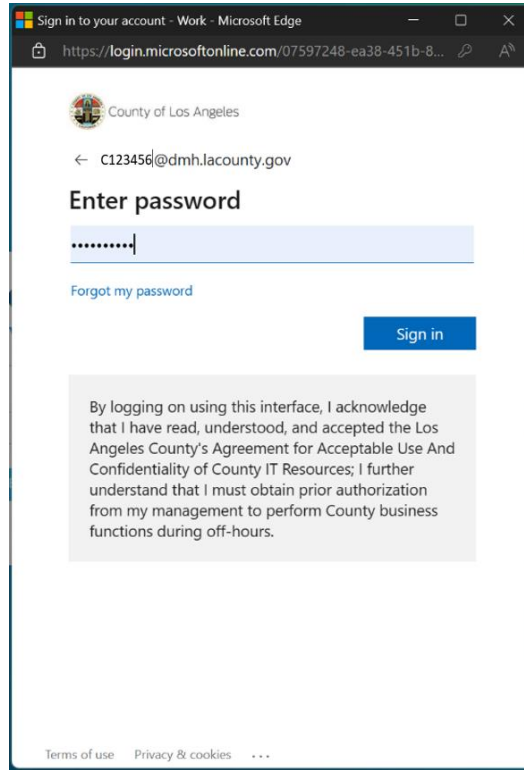 Sign in to your account - Work - Microsoft Edge
https://login.microsoftonline.com/07597248-ea38-451b-8...
County of Los Angeles
C123456@dmh.lacounty.gov
Enter password
••••••••••
Forgot my password
Sign in
By logging on using this interface, I acknowledge
that I have read, understood, and accepted the Los
Angeles County's Agreement for Acceptable Use And
Confidentiality of County IT Resources; I further
understand that I must obtain prior authorization
from my management to perform County business
functions during off-hours.
Terms of use Privacy & cookies ...